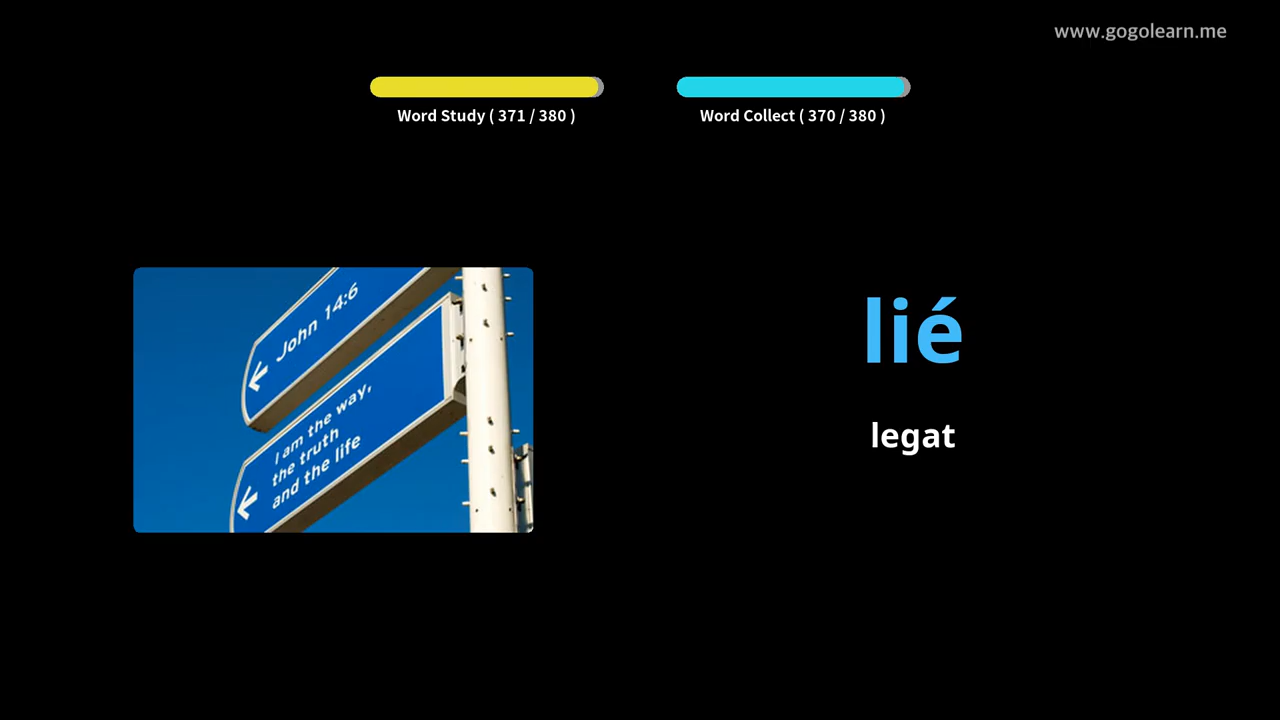 www.gogolearn.me
Word Study ( 371 / 380 )
Word Collect ( 370 / 380 )
John 14:6
I am the way,
the truth
and the life
lié
legat